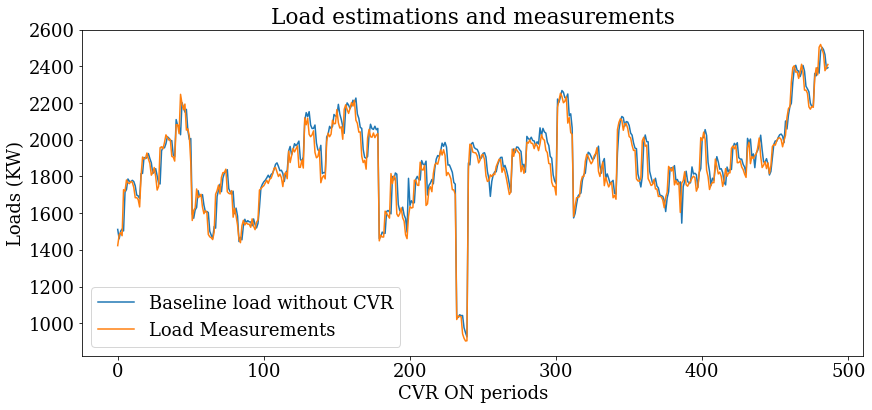 Load estimations and measurements
2600
2400
2200
2000
1800
1600
1400
1200
1000
Loads (KW)
Baseline load without CVR
Load Measurements
0 100 200 300 400 500
CVR ON periods